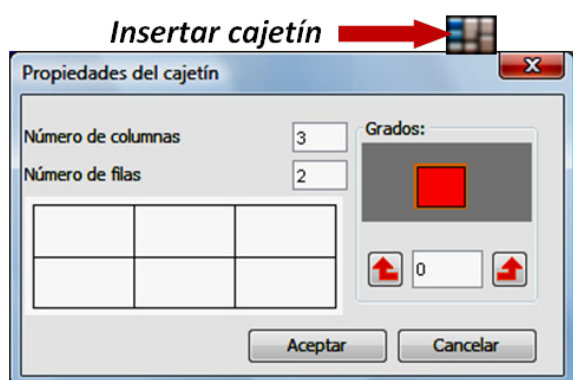 Insertar cajetín
Propiedades del cajetín
Número de columnas
3
Número de filas
2
Grados:
0
Aceptar
Cancelar